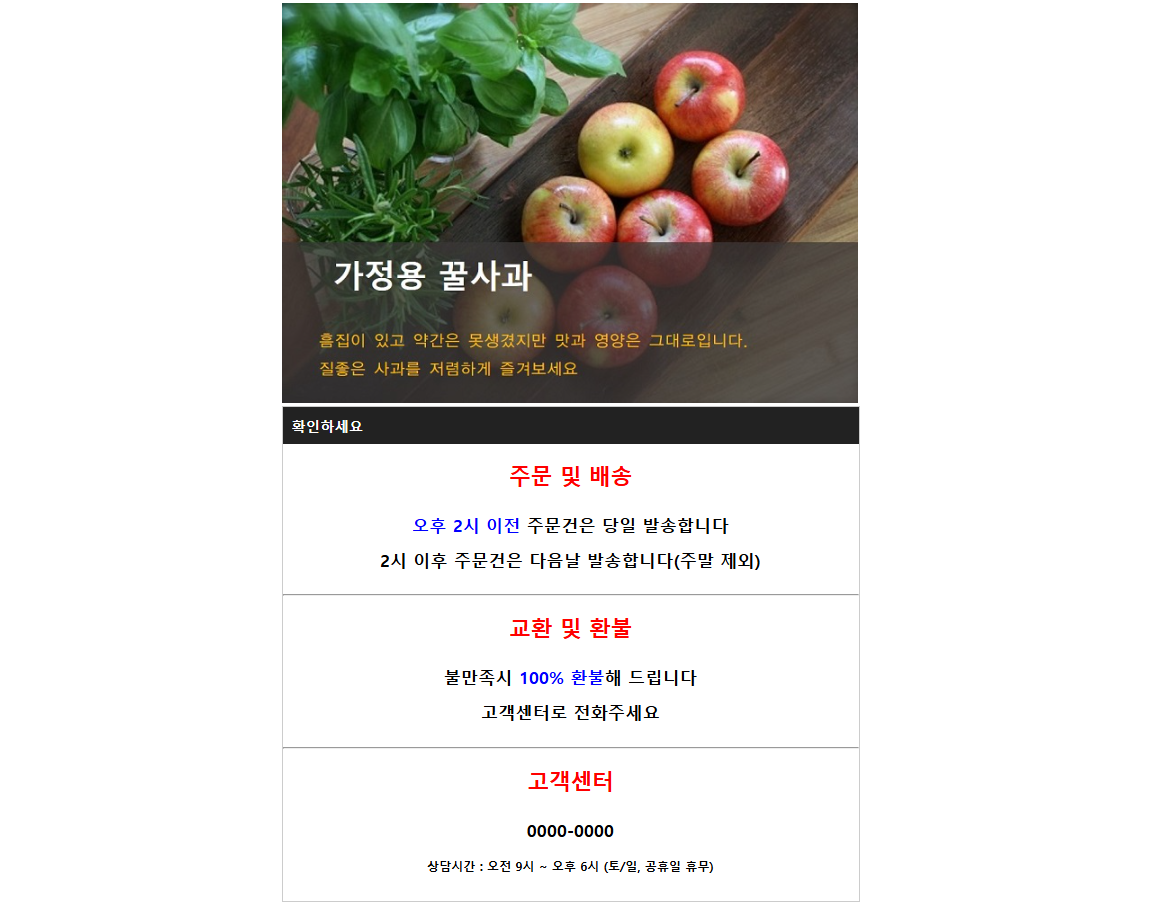 가정용 꿀사과
흠집이 있고 약간은 못생겼지만 맛과 영양은 그대로입니다.
질좋은 사과를 저렴하게 즐겨보세요
확인하세요
주문 및 배송
오후 2시 이전 주문건은 당일 발송합니다
2시 이후 주문건은 다음날 발송합니다(주말 제외)
교환 및 환불
불만족시 100% 환불해 드립니다
고객센터로 전화주세요
고객센터
0000-0000
상담시간 : 오전 9시 ~ 오후 6시 (토/일, 공휴일 휴무)